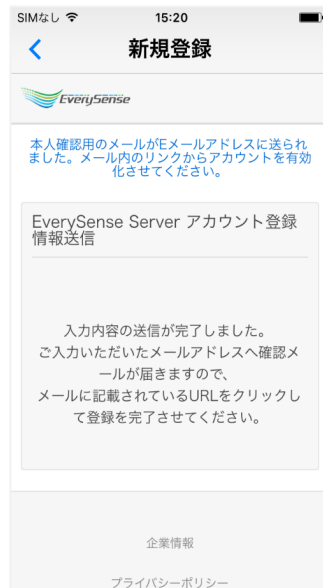 SIMなし 15:20
新規登録
EverySense
本人確認用のメールがEメールアドレスに送られ
ました。メール内のリンクからアカウントを有効
化させてください。
EverySense Server アカウント登録
情報送信
入力内容の送信が完了しました。
ご入力いただいたメールアドレスへ確認メ
ールが届きますので、
メールに記載されているURLをクリックし
て登録を完了させてください。
企業情報
プライバシーポリシー